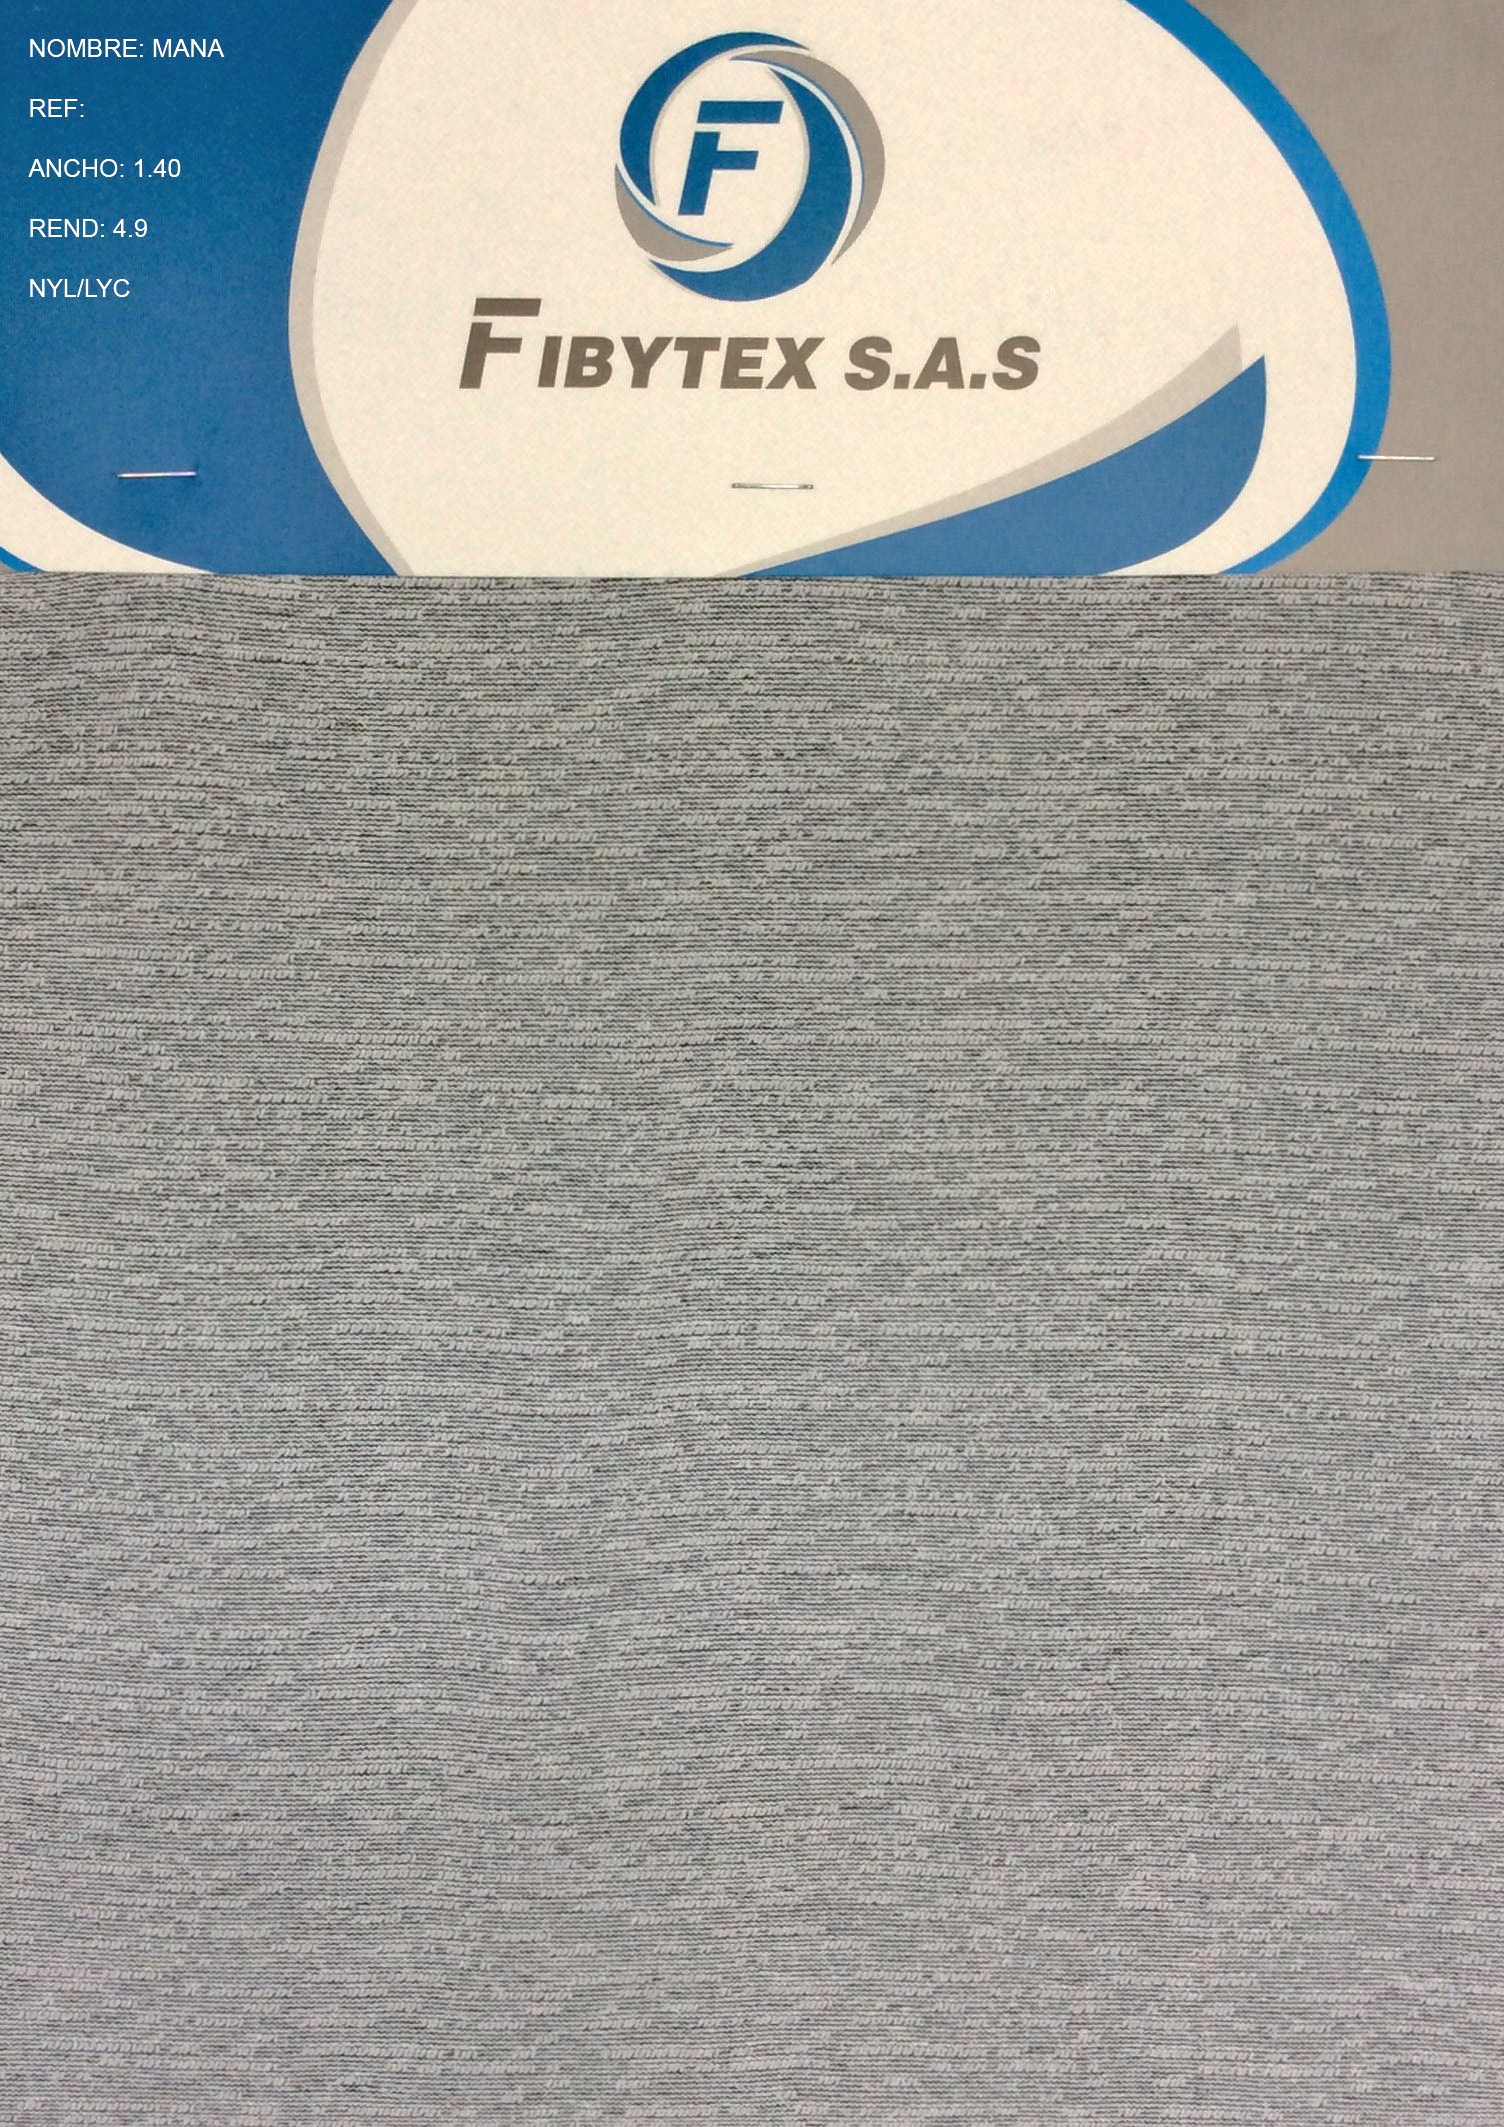 NOMBRE: MANA
REF:
ANCHO: 1.40
REND: 4.9
NYL/LYC
F
FIBYTEX S.A.S